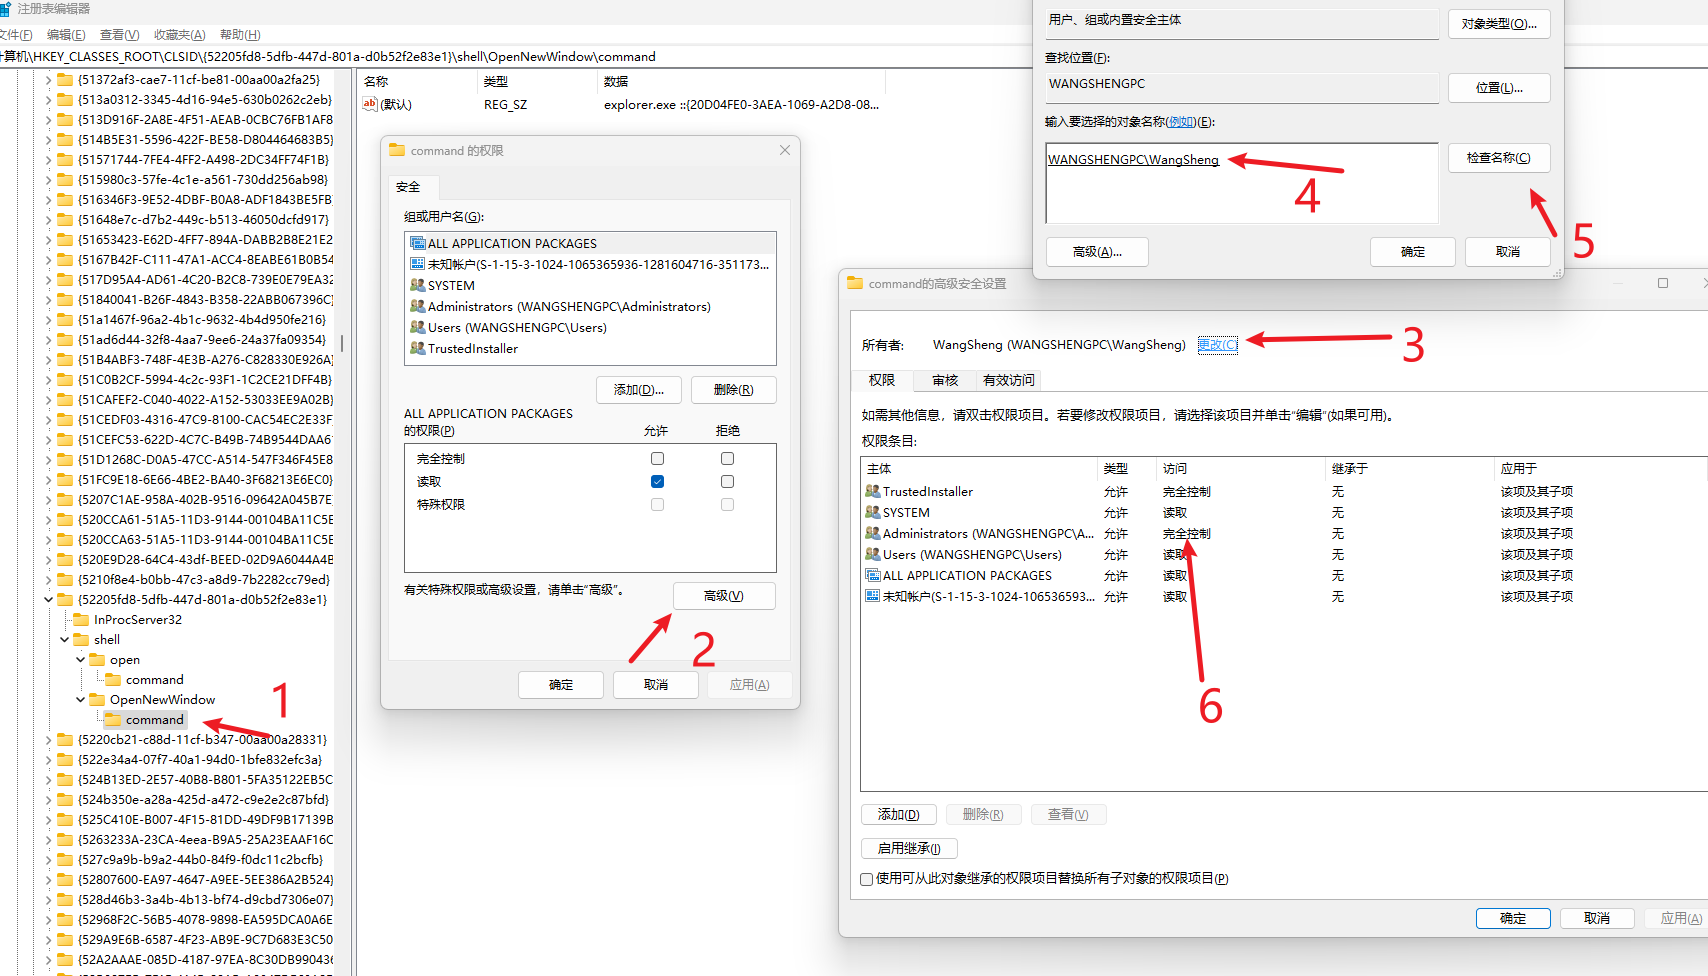 注册表编辑器
文件(F) 编辑(E) 查看(V) 收藏夹(A) 帮助(H)
计算机\HKEY_CLASSES_ROOT\CLSID\{52205fd8-5dfb-447d-801a-d0b52f2e83e1}\shell\OpenNewWindow\command
{51372af3-cae7-11cf-be81-00aa00a2fa25}
{513a0312-3345-4d16-94e5-630b0262c2eb}
{513D916F-2A8E-4F51-AEAB-0CBC76FB1AF8
{514B5E31-5596-422F-BE58-D804464683B5}
{51571744-7FE4-4FF2-A498-2DC34FF74F1B}
{515980c3-57fe-4c1e-a561-730dd256ab98}
{516346F3-9E52-4DBF-B0A8-ADF1843BE5FB}
{51648e7c-d7b2-449c-b513-46050dcfd917}
{51653423-E62D-4FF7-894A-DABB2B8E21E2
{5167B42F-C111-47A1-ACC4-8EABE61B0B54
{517D95A4-AD61-4C20-B2C8-739E0E79EA32
{51840041-B26F-4843-B358-22ABB067396C}
{51a1467f-96a2-4b1c-9632-4b4d950fe216}
{51ad6d44-32f8-4aa7-9ee6-24a37fa09354}
{51B4ABF3-748F-4E3B-A276-C828330E926A}
{51C0B2CF-5994-4c2c-93F1-1C2CE21DFF4B}
{51CAFEF2-C040-4022-A152-53033EE9A02B}
{51CEDF03-4316-47C9-8100-CAC54EC2E33F
{51CEFC53-622D-4C7C-B49B-74B9544DAA6
{51D1268C-D0A5-47CC-A514-547F346F45E8
{51FC9E18-6E66-4BE2-BA40-3F68213E6EC0}
{5207C1AE-958A-402B-9516-09642A045B7E
{520CCA61-51A5-11D3-9144-00104BA11C5E
{520CCA63-51A5-11D3-9144-00104BA11C5E
{520E9D28-64C4-43df-BEED-02D9A6044A4B
{5210f8e4-b0bb-47c3-a8d9-7b2282cc79ed}
{52205fd8-5dfb-447d-801a-d0b52f2e83e1}
InProcServer32
shell
open
command
OpenNewWindow
command
1
{5220cb21-c88d-11cf-b347-00aa00a28331}
{522e34a4-07f7-40a1-94d0-1bfe832efc3a}
{524B13ED-2E57-40B8-B801-5FA35122EB5C
{524b350e-a28a-425d-a472-c9e2e2c87bfd}
{525C410E-B007-4F15-81DD-49DF9B17139B
{5263233A-23CA-4eea-B9A5-25A23EAAF16C
{527c9a9b-b9a2-44b0-84f9-f0dc11c2bcfb}
{52807600-EA97-4647-A9EE-5EE386A2B524}
{528d46b3-3a4b-4b13-bf74-d9cbd7306e07}
{52968F2C-56B5-4078-9898-EA595DCA0A6E
{529A9E6B-6587-4F23-AB9E-9C7D683E3C50
{52A2AAAE-085D-4187-97EA-8C30DB990436
名称 类型 数据
ab (默认) REG_SZ explorer.exe ::{20D04FE0-3AEA-1069-A2D8-08...
command 的权限
安全
组或用户名(G):
ALL APPLICATION PACKAGES
未知帐户(S-1-15-3-1024-1065365936-1281604716-351173...
SYSTEM
Administrators (WANGSHENGPC\Administrators)
Users (WANGSHENGPC\Users)
TrustedInstaller
添加(D)... 删除(R)
ALL APPLICATION PACKAGES
的权限(P) 允许 拒绝
完全控制
读取
特殊权限
有关特殊权限或高级设置，请单击“高级”。
高级(V)
2
确定 取消 应用(A)
用户、组或内置安全主体
对象类型(O)...
查找位置(F):
WANGSHENGPC
位置(L)...
输入要选择的对象名称(例如)(E):
WANGSHENGPC\WangSheng
检查名称(C)
4
5
高级(A)... 确定 取消
command的高级安全设置
所有者: WangSheng (WANGSHENGPC\WangSheng) 更改(C)
3
权限 审核 有效访问
如需其他信息，请双击权限项目。若要修改权限项目，请选择该项目并单击“编辑”(如果可用)。
权限条目:
主体 类型 访问 继承于 应用于
TrustedInstaller 允许 完全控制 无 该项及其子项
SYSTEM 允许 读取 无 该项及其子项
Administrators (WANGSHENGPC\A... 允许 完全控制 无 该项及其子项
Users (WANGSHENGPC\Users) 允许 读取 无 该项及其子项
ALL APPLICATION PACKAGES 允许 读取 无 该项及其子项
未知帐户(S-1-15-3-1024-106536593... 允许 读取 无 该项及其子项
6
添加(D) 删除(R) 查看(V)
启用继承(I)
使用可从此对象继承的权限项目替换所有子对象的权限项目(P)
确定 取消 应用(A)